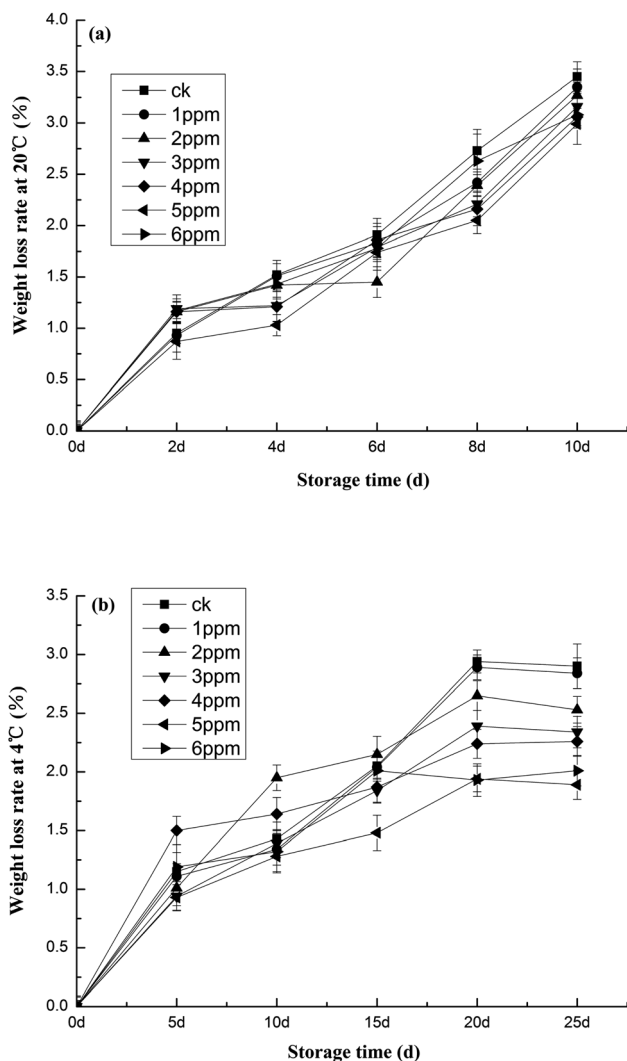 (a)
4.0
3.5
3.0
2.5
2.0
1.5
1.0
0.5
0.0
Weight loss rate at 20℃ (%)
ck
1ppm
2ppm
3ppm
4ppm
5ppm
6ppm
0d 2d 4d 6d 8d 10d
Storage time (d)
(b)
3.5
3.0
2.5
2.0
1.5
1.0
0.5
0.0
Weight loss rate at 4℃ (%)
ck
1ppm
2ppm
3ppm
4ppm
5ppm
6ppm
0d 5d 10d 15d 20d 25d
Storage time (d)